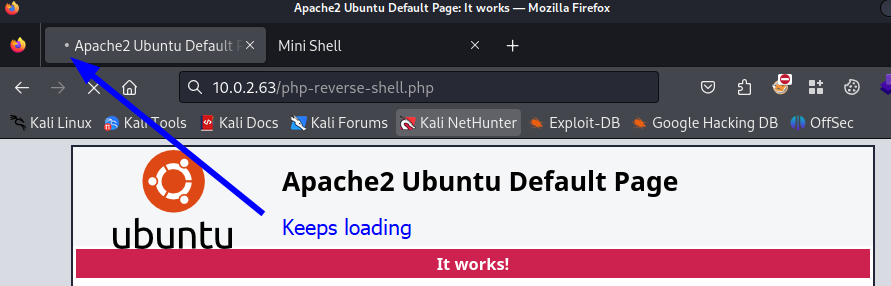 Apache2 Ubuntu Default Page: It works — Mozilla Firefox
Apache2 Ubuntu Default P
Mini Shell
10.0.2.63/php-reverse-shell.php
Kali Linux
Kali Tools
Kali Docs
Kali Forums
Kali NetHunter
Exploit-DB
Google Hacking DB
OffSec
Apache2 Ubuntu Default Page
Keeps loading
ubuntu
It works!